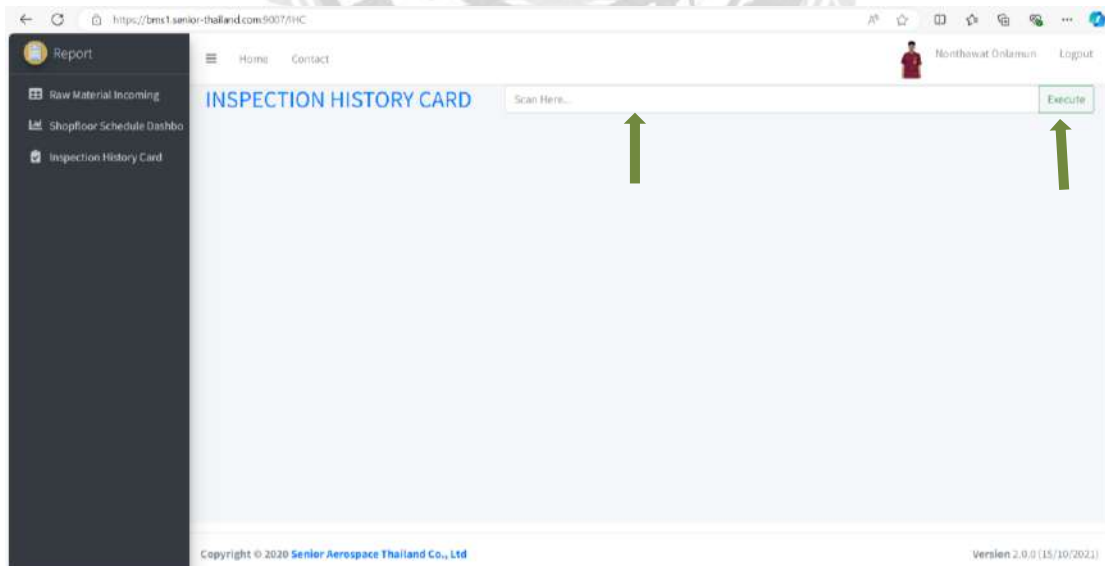 https://bms1.senior-thailand.com:9007/IHC
Report
Home Contact
Nonthawat Onlamun Logout
Raw Material Incoming
INSPECTION HISTORY CARD
Scan Here...
Execute
Shopfloor Schedule Dashbo
Inspection History Card
Copyright © 2020 Senior Aerospace Thailand Co., Ltd
Version 2.0.0 (15/10/2021)